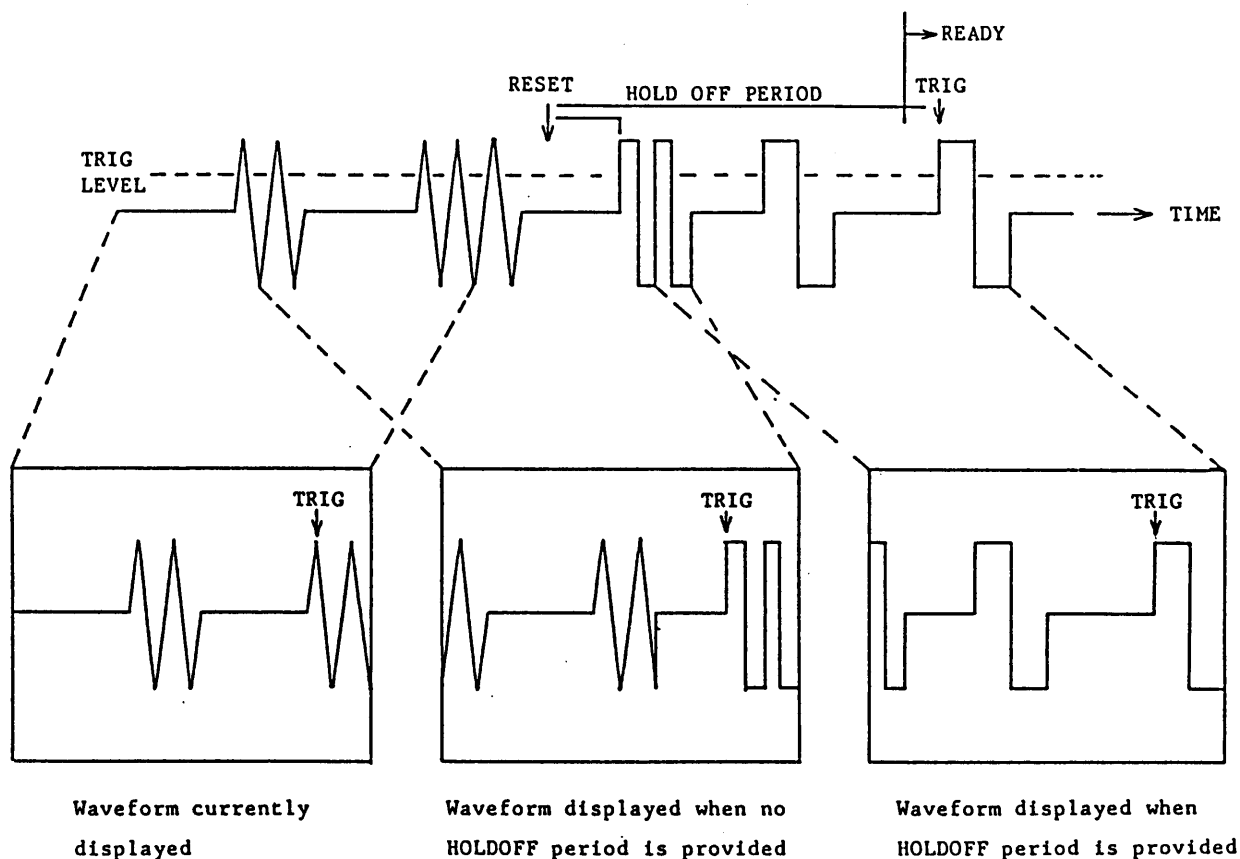 READY
RESET
HOLD OFF PERIOD
TRIG
TRIG
LEVEL
TIME
TRIG
TRIG
TRIG
Waveform currently
displayed
Waveform displayed when no
HOLDOFF period is provided
Waveform displayed when
HOLDOFF period is provided